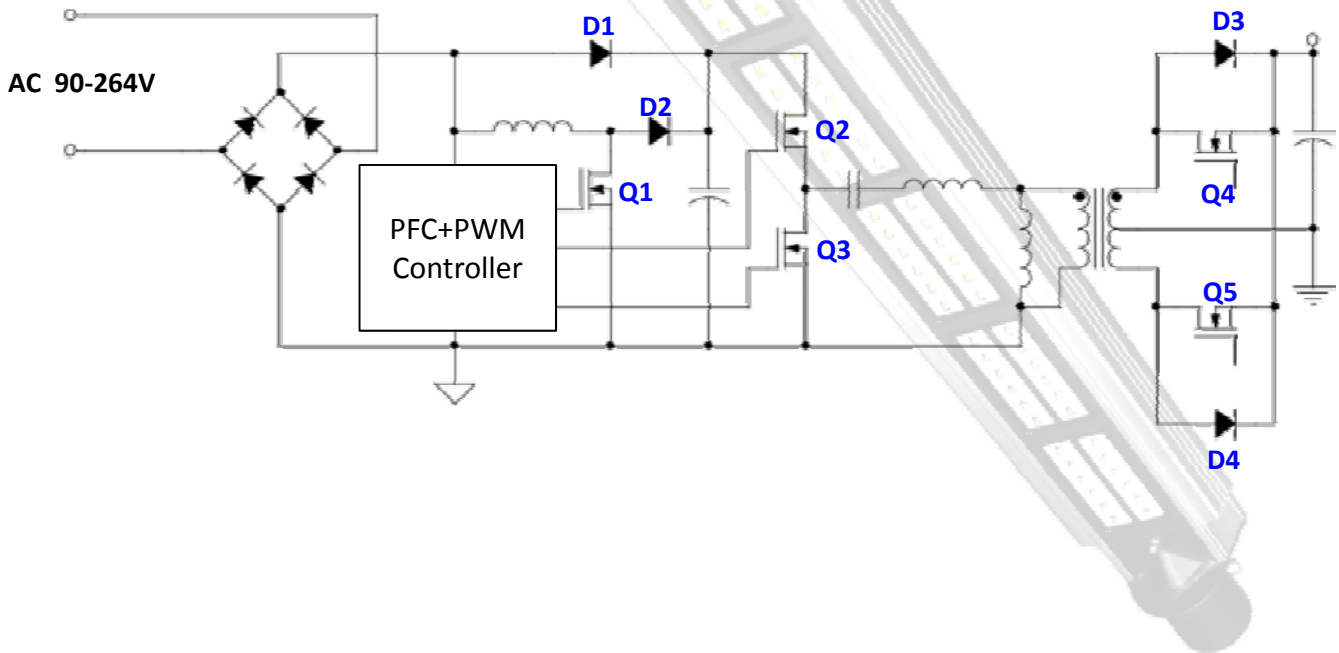 D1
D3
AC 90-264V
D2
Q2
Q1
Q4
PFC+PWM
Controller
Q3
Q5
D4